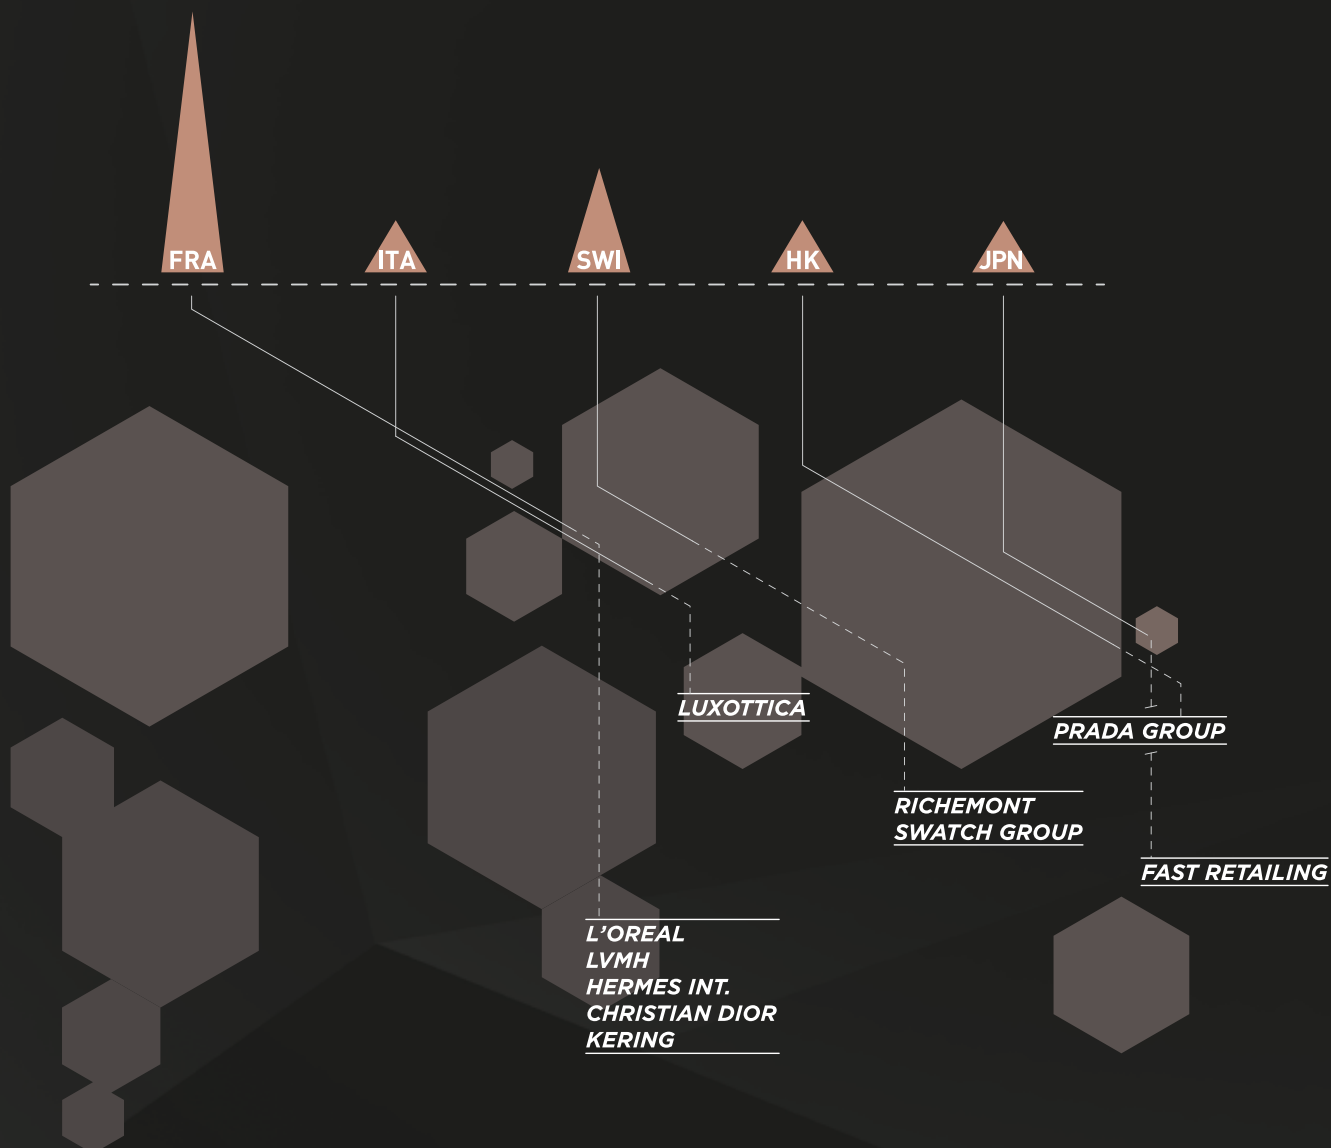 FRA
ITA
SWI
HK
JPN
LUXOTTICA
PRADA GROUP
RICHEMONT
SWATCH GROUP
FAST RETAILING
L'OREAL
LVMH
HERMES INT.
CHRISTIAN DIOR
KERING